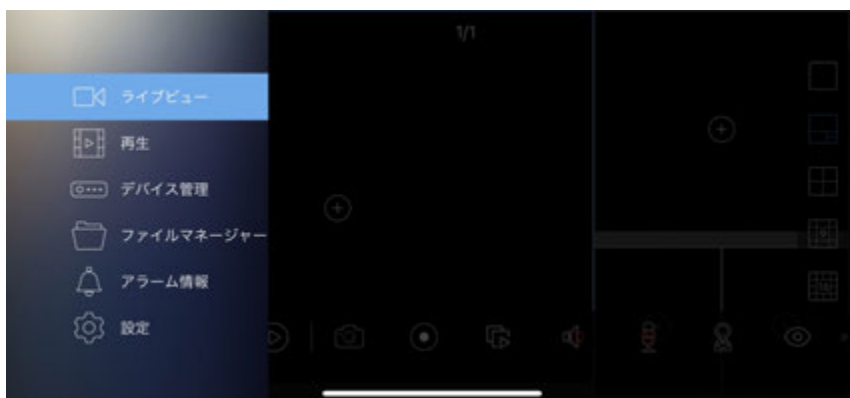 1/1
ライブビュー
再生
デバイス管理
ファイルマネージャー
アラーム情報
設定